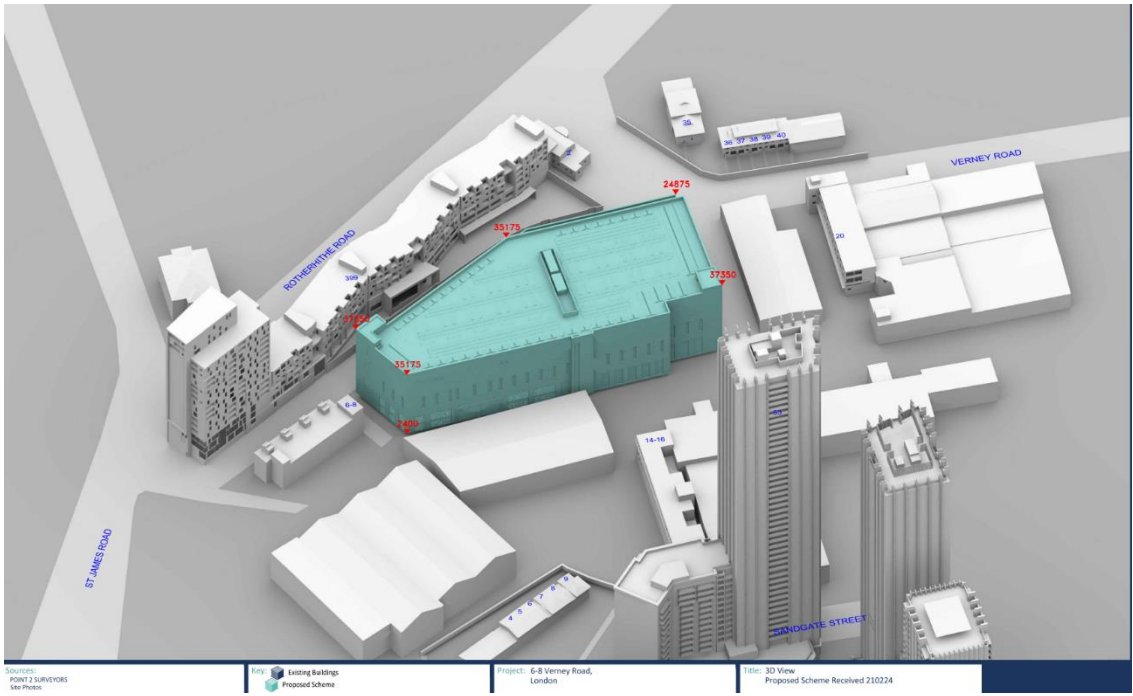 35
36 37 38 39 40
VERNEY ROAD
2
24875
35175
20
ROTHERHITHE ROAD
399
37350
35175
6-8
2400
14-16
ST JAMES ROAD
4 5 6 7 8 9
SANDGATE STREET
Sources:
POINT 2 SURVEYORS
Site Photos
Key:
Existing Buildings
Proposed Scheme
Project: 6-8 Verney Road,
London
Title: 3D View
Proposed Scheme Received 210224